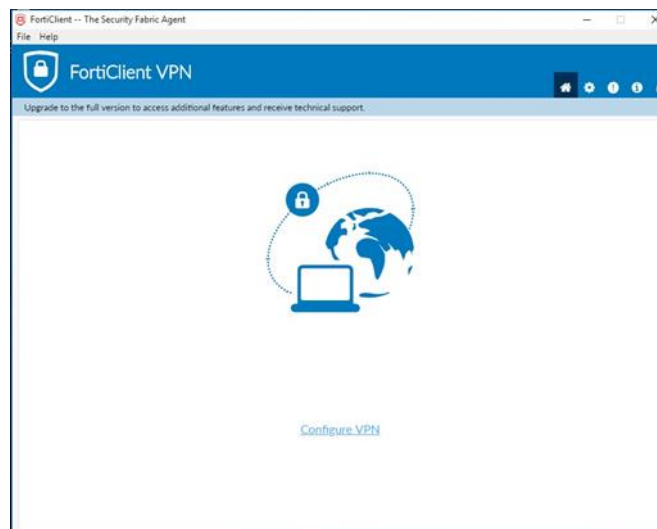 FortiClient -- The Security Fabric Agent
File Help
FortiClient VPN
Upgrade to the full version to access additional features and receive technical support.
Configure VPN